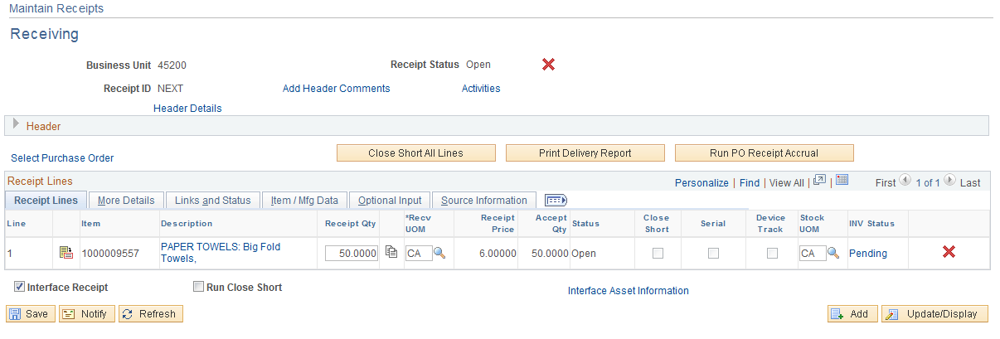 Maintain Receipts
Receiving
Business Unit 45200 Receipt Status Open
Receipt ID NEXT Add Header Comments Activities
Header Details
Header
Select Purchase Order Close Short All Lines Print Delivery Report Run PO Receipt Accrual
Receipt Lines Personalize | Find | View All | | First 1 of 1 Last
Receipt Lines More Details Links and Status Item / Mfg Data Optional Input Source Information
Line Item Description Receipt Qty *Recv UOM Receipt Price Accept Qty Status Close Short Serial Device Track Stock UOM INV Status
1 1000009557 PAPER TOWELS: Big Fold Towels, 50.0000 CA 6.00000 50.0000 Open CA Pending
Interface Receipt Run Close Short Interface Asset Information
Save Notify Refresh Add Update/Display